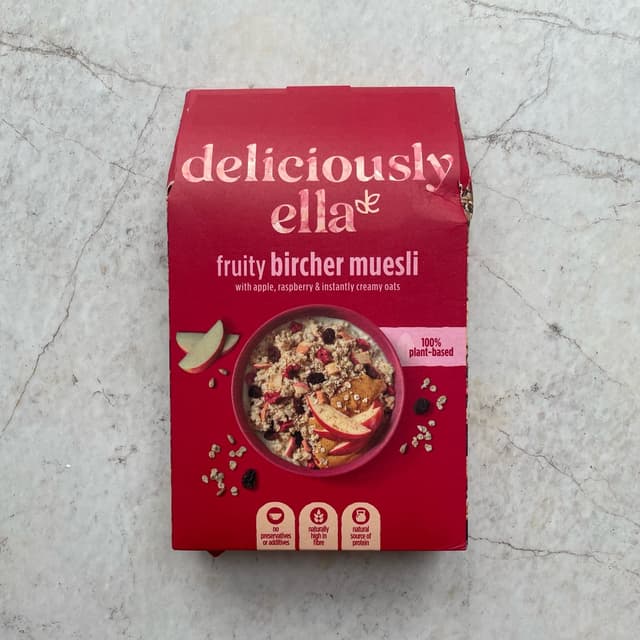 deliciously
ella
fruity bircher muesli
with apple, raspberry & instantly creamy oats
100%
plant-based
no
preservatives
or additives
naturally
high in
fibre
natural
source of
protein